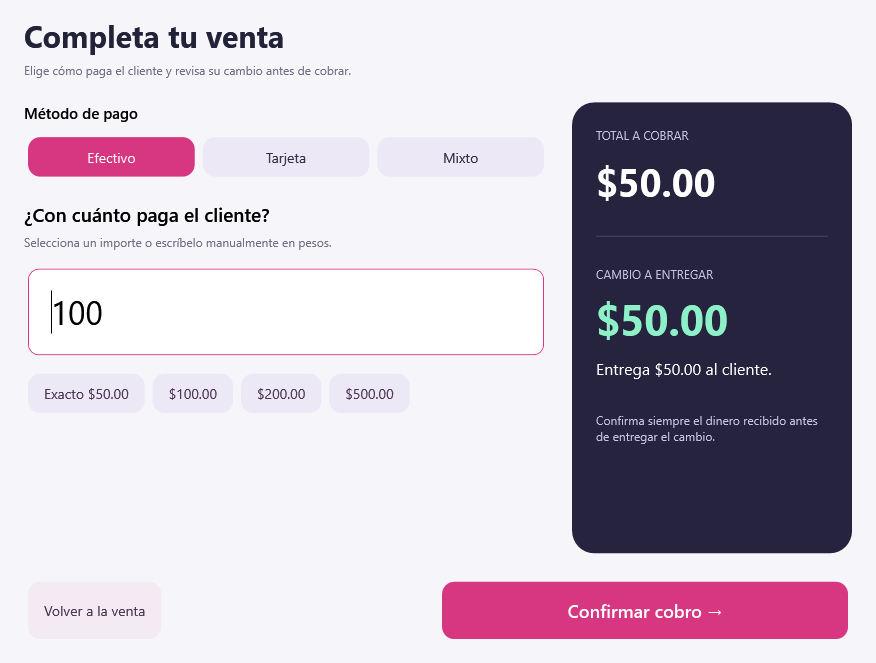 Completa tu venta
Elige cómo paga el cliente y revisa su cambio antes de cobrar.
Método de pago
Efectivo
Tarjeta
Mixto
¿Con cuánto paga el cliente?
Selecciona un importe o escríbelo manualmente en pesos.
100
Exacto $50.00
$100.00
$200.00
$500.00
TOTAL A COBRAR
$50.00
CAMBIO A ENTREGAR
$50.00
Entrega $50.00 al cliente.
Confirma siempre el dinero recibido antes
de entregar el cambio.
Volver a la venta
Confirmar cobro →